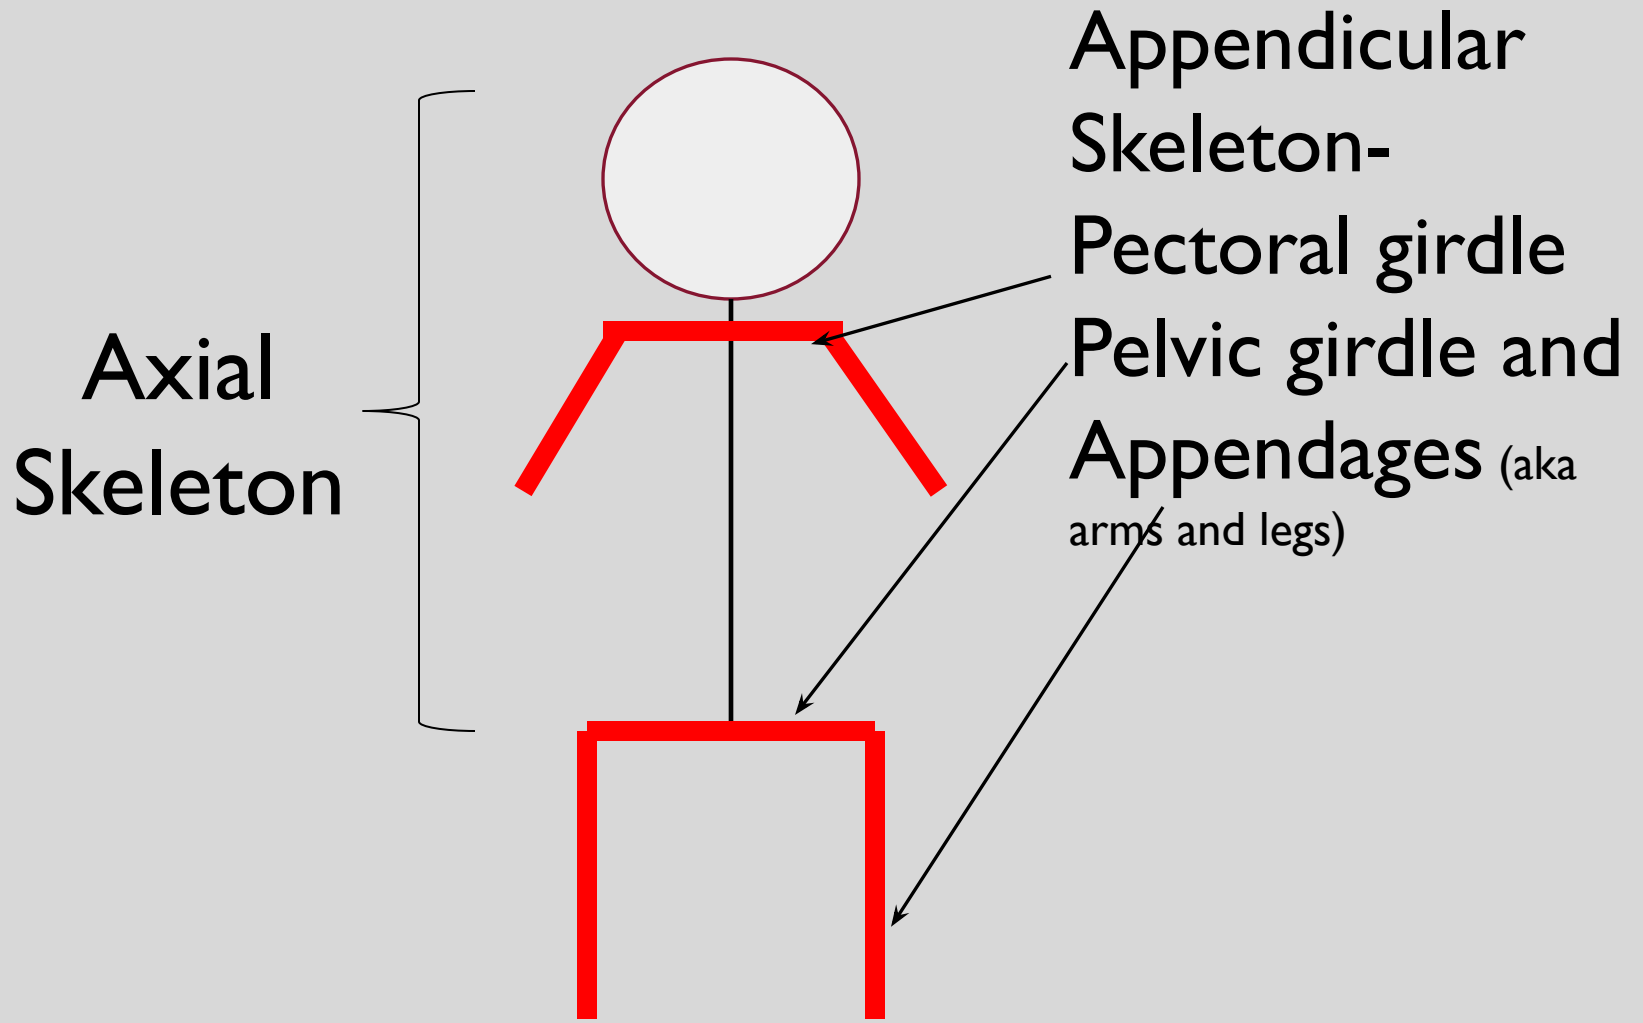 Axial
Skeleton
Appendicular
Skeleton-
Pectoral girdle
Pelvic girdle and
Appendages (aka
arms and legs)